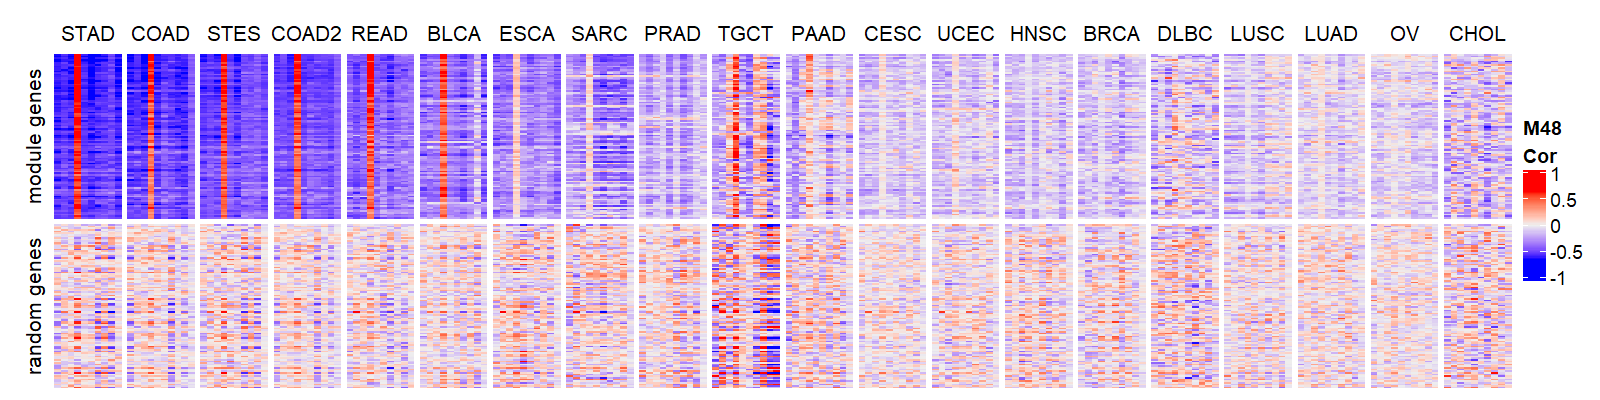 STAD COAD STES COAD2 READ BLCA ESCA SARC PRAD TGCT PAAD CESC UCEC HNSC BRCA DLBC LUSC LUAD OV CHOL
module genes
random genes
M48
Cor
1
0.5
0
-0.5
-1